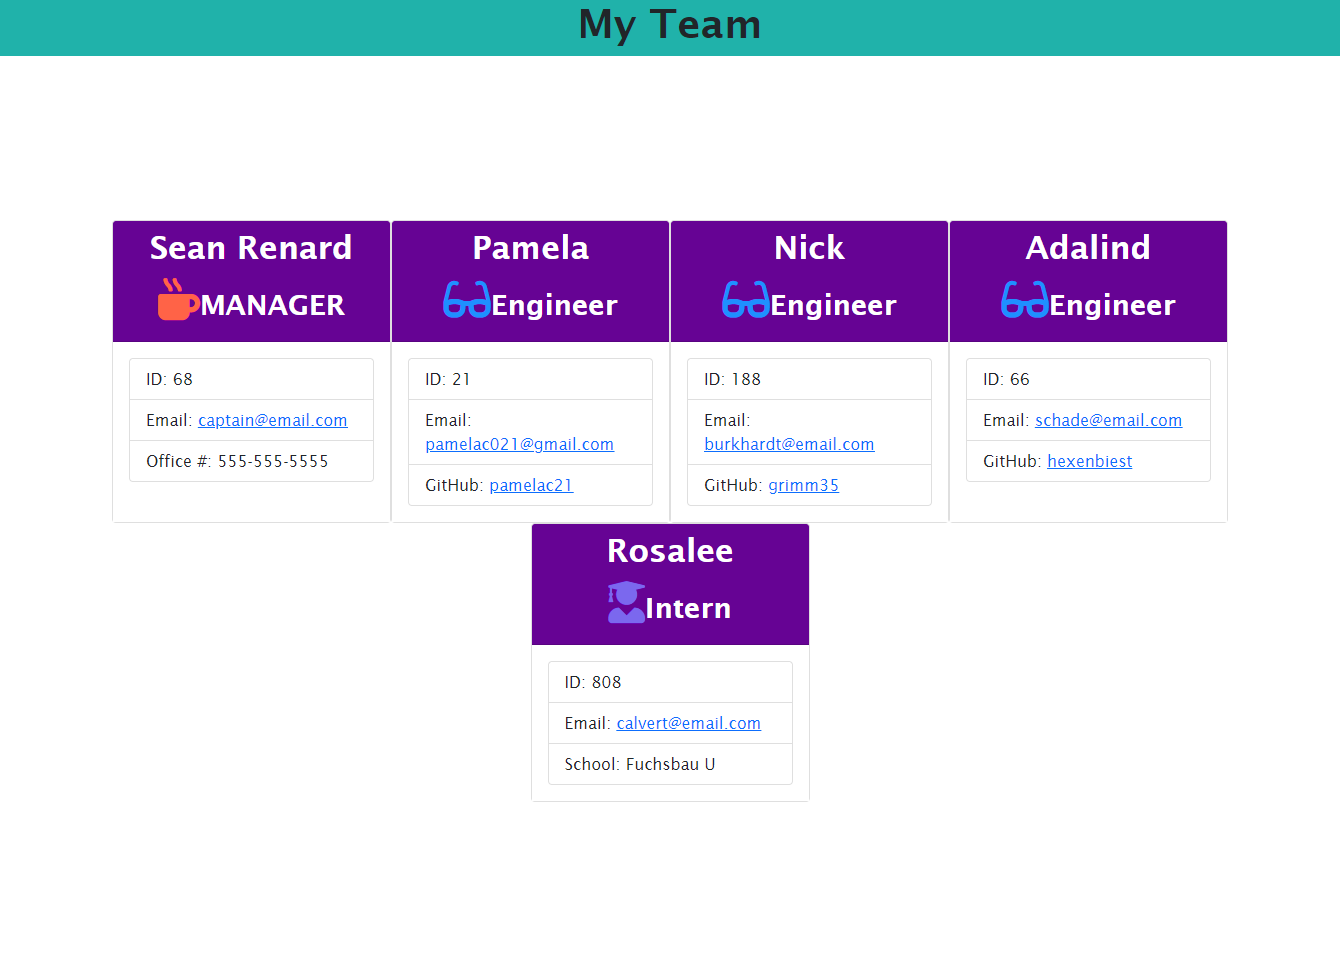 My Team
Sean Renard
MANAGER
ID: 68
Email: captain@email.com
Office #: 555-555-5555
Pamela
Engineer
ID: 21
Email:
pamelac021@gmail.com
GitHub: pamelac21
Nick
Engineer
ID: 188
Email:
burkhardt@email.com
GitHub: grimm35
Adalind
Engineer
ID: 66
Email: schade@email.com
GitHub: hexenbiest
Rosalee
Intern
ID: 808
Email: calvert@email.com
School: Fuchsbau U